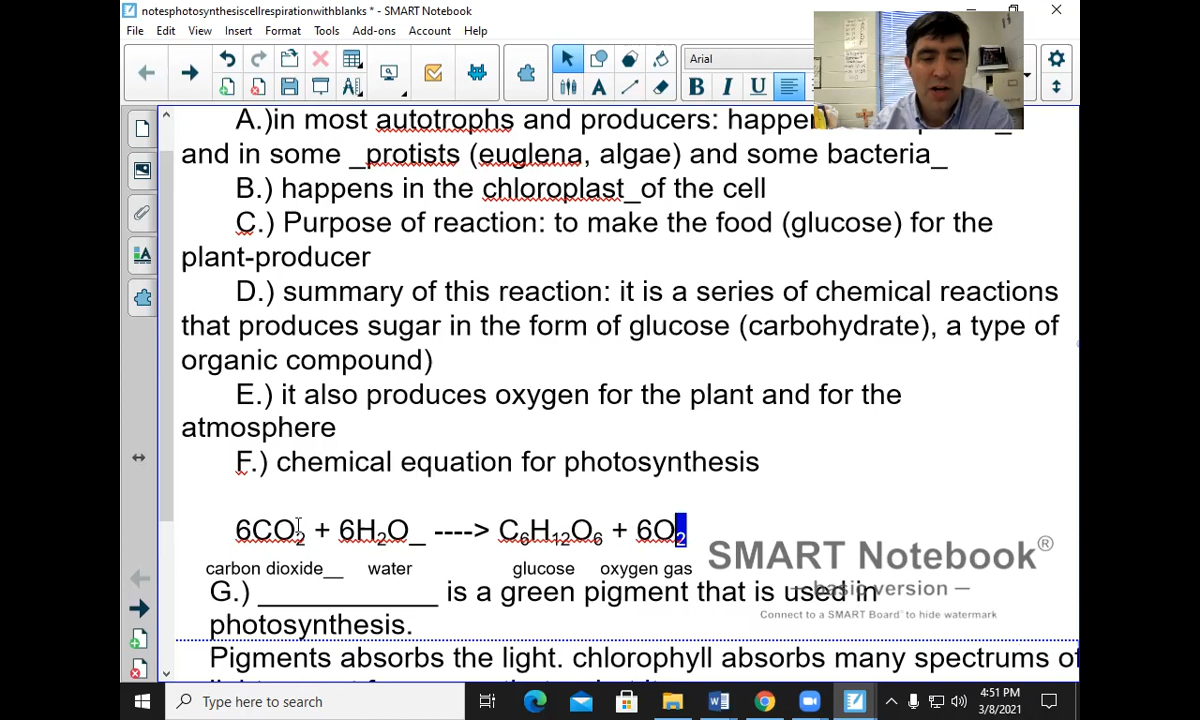 notesphotosynthesiscellrespirationwithblanks * - SMART Notebook
File Edit View Insert Format Tools Add-ons Account Help
Arial
B I U
A.)in most autotrophs and producers: happen
and in some _protists (euglena, algae) and some bacteria_
B.) happens in the chloroplast_of the cell
C.) Purpose of reaction: to make the food (glucose) for the
plant-producer
D.) summary of this reaction: it is a series of chemical reactions
that produces sugar in the form of glucose (carbohydrate), a type of
organic compound)
E.) it also produces oxygen for the plant and for the
atmosphere
F.) chemical equation for photosynthesis
6CO₂ + 6H₂O_ ----> C₆H₁₂O₆ + 6O₂
carbon dioxide__ water glucose oxygen gas
SMART Notebook®
— basic version —
Connect to a SMART Board® to hide watermark
G.) ____________ is a green pigment that is used in
photosynthesis.
Pigments absorbs the light. chlorophyll absorbs many spectrums of
Type here to search
4:51 PM
3/8/2021